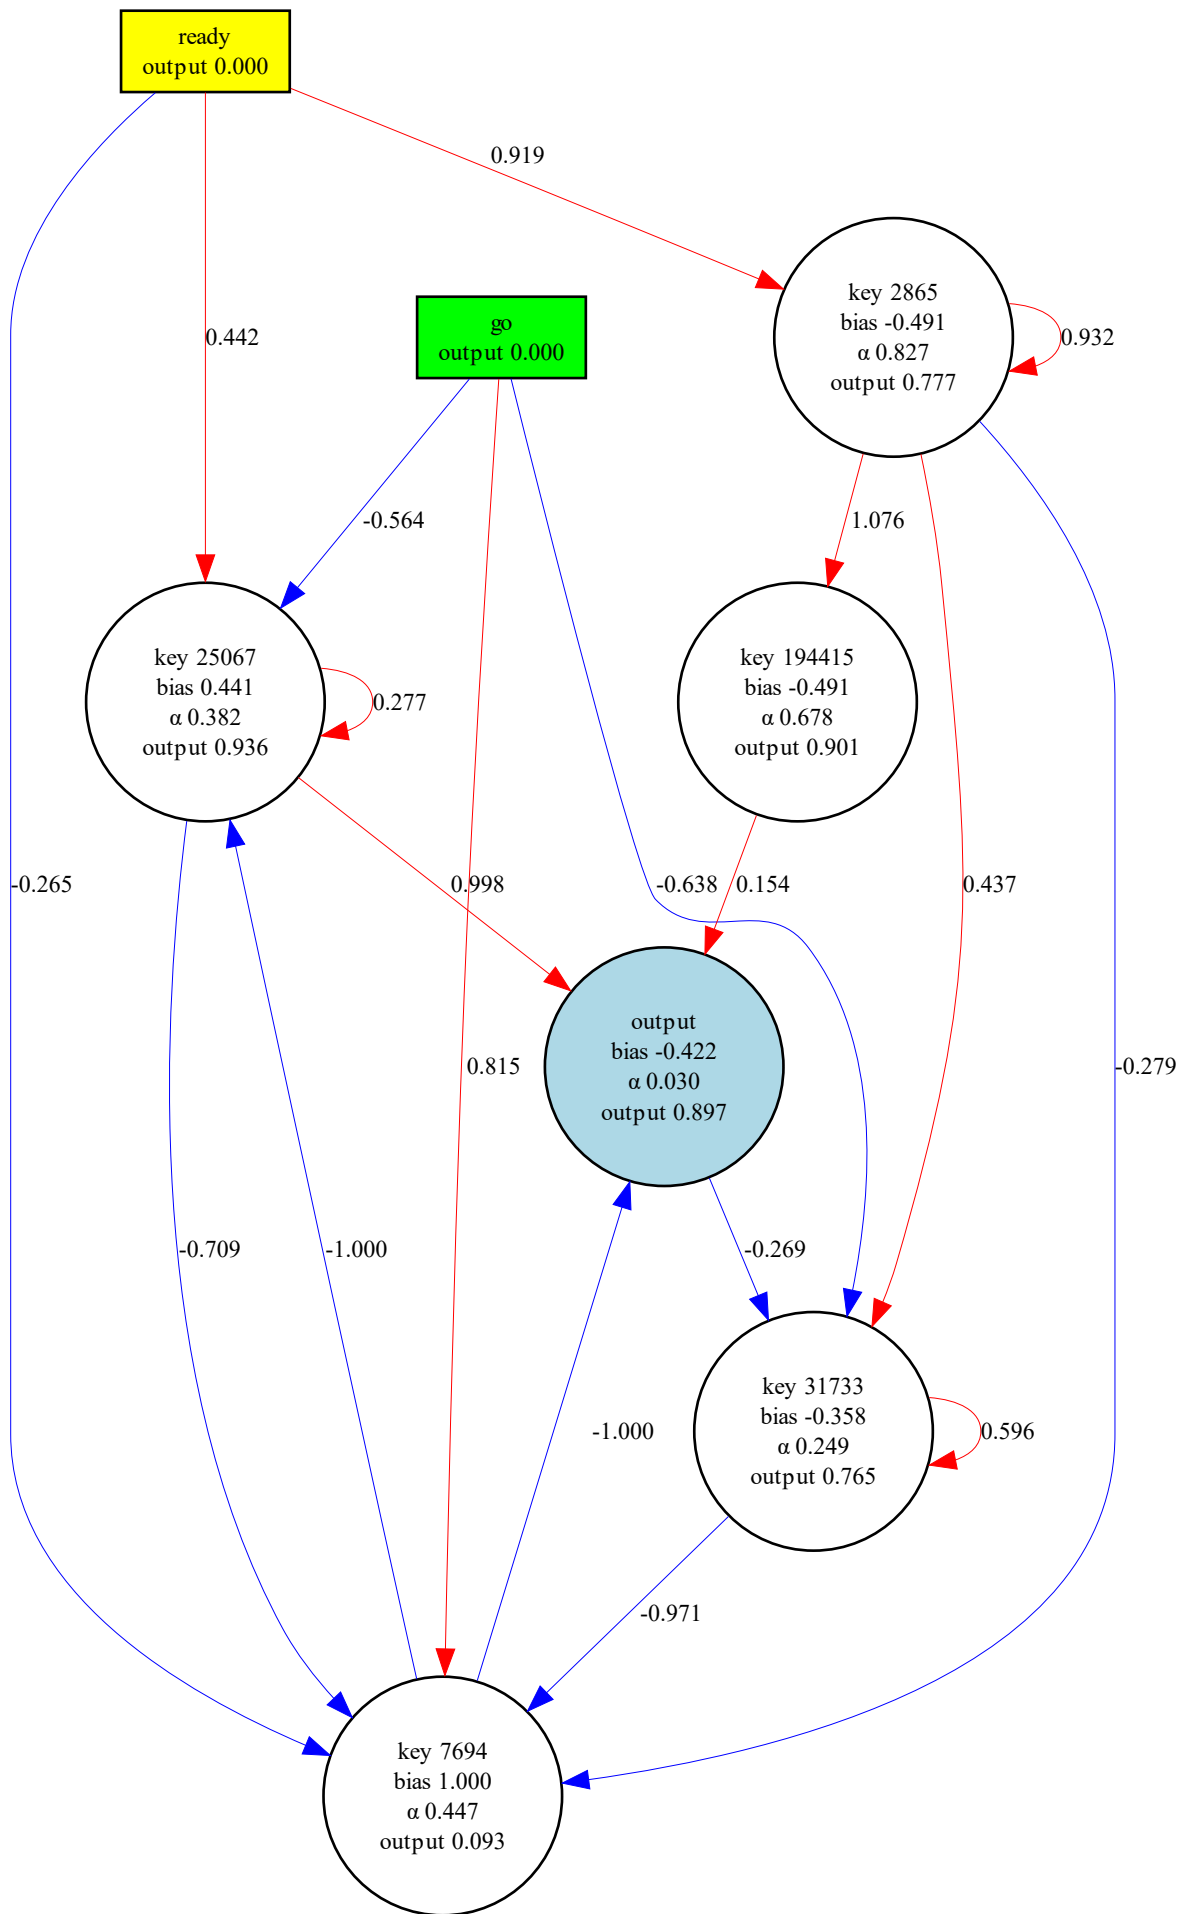 ready
output 0.000
0.919
key 2865
bias -0.491
α 0.827
output 0.777
0.932
go
output 0.000
0.442
-0.564
1.076
key 25067
bias 0.441
α 0.382
output 0.936
0.277
key 194415
bias -0.491
α 0.678
output 0.901
-0.265
0.998
-0.638
0.154
0.437
output
bias -0.422
α 0.030
output 0.897
0.815
-0.279
-0.709
-1.000
-0.269
key 31733
bias -0.358
α 0.249
output 0.765
-1.000
0.596
-0.971
key 7694
bias 1.000
α 0.447
output 0.093